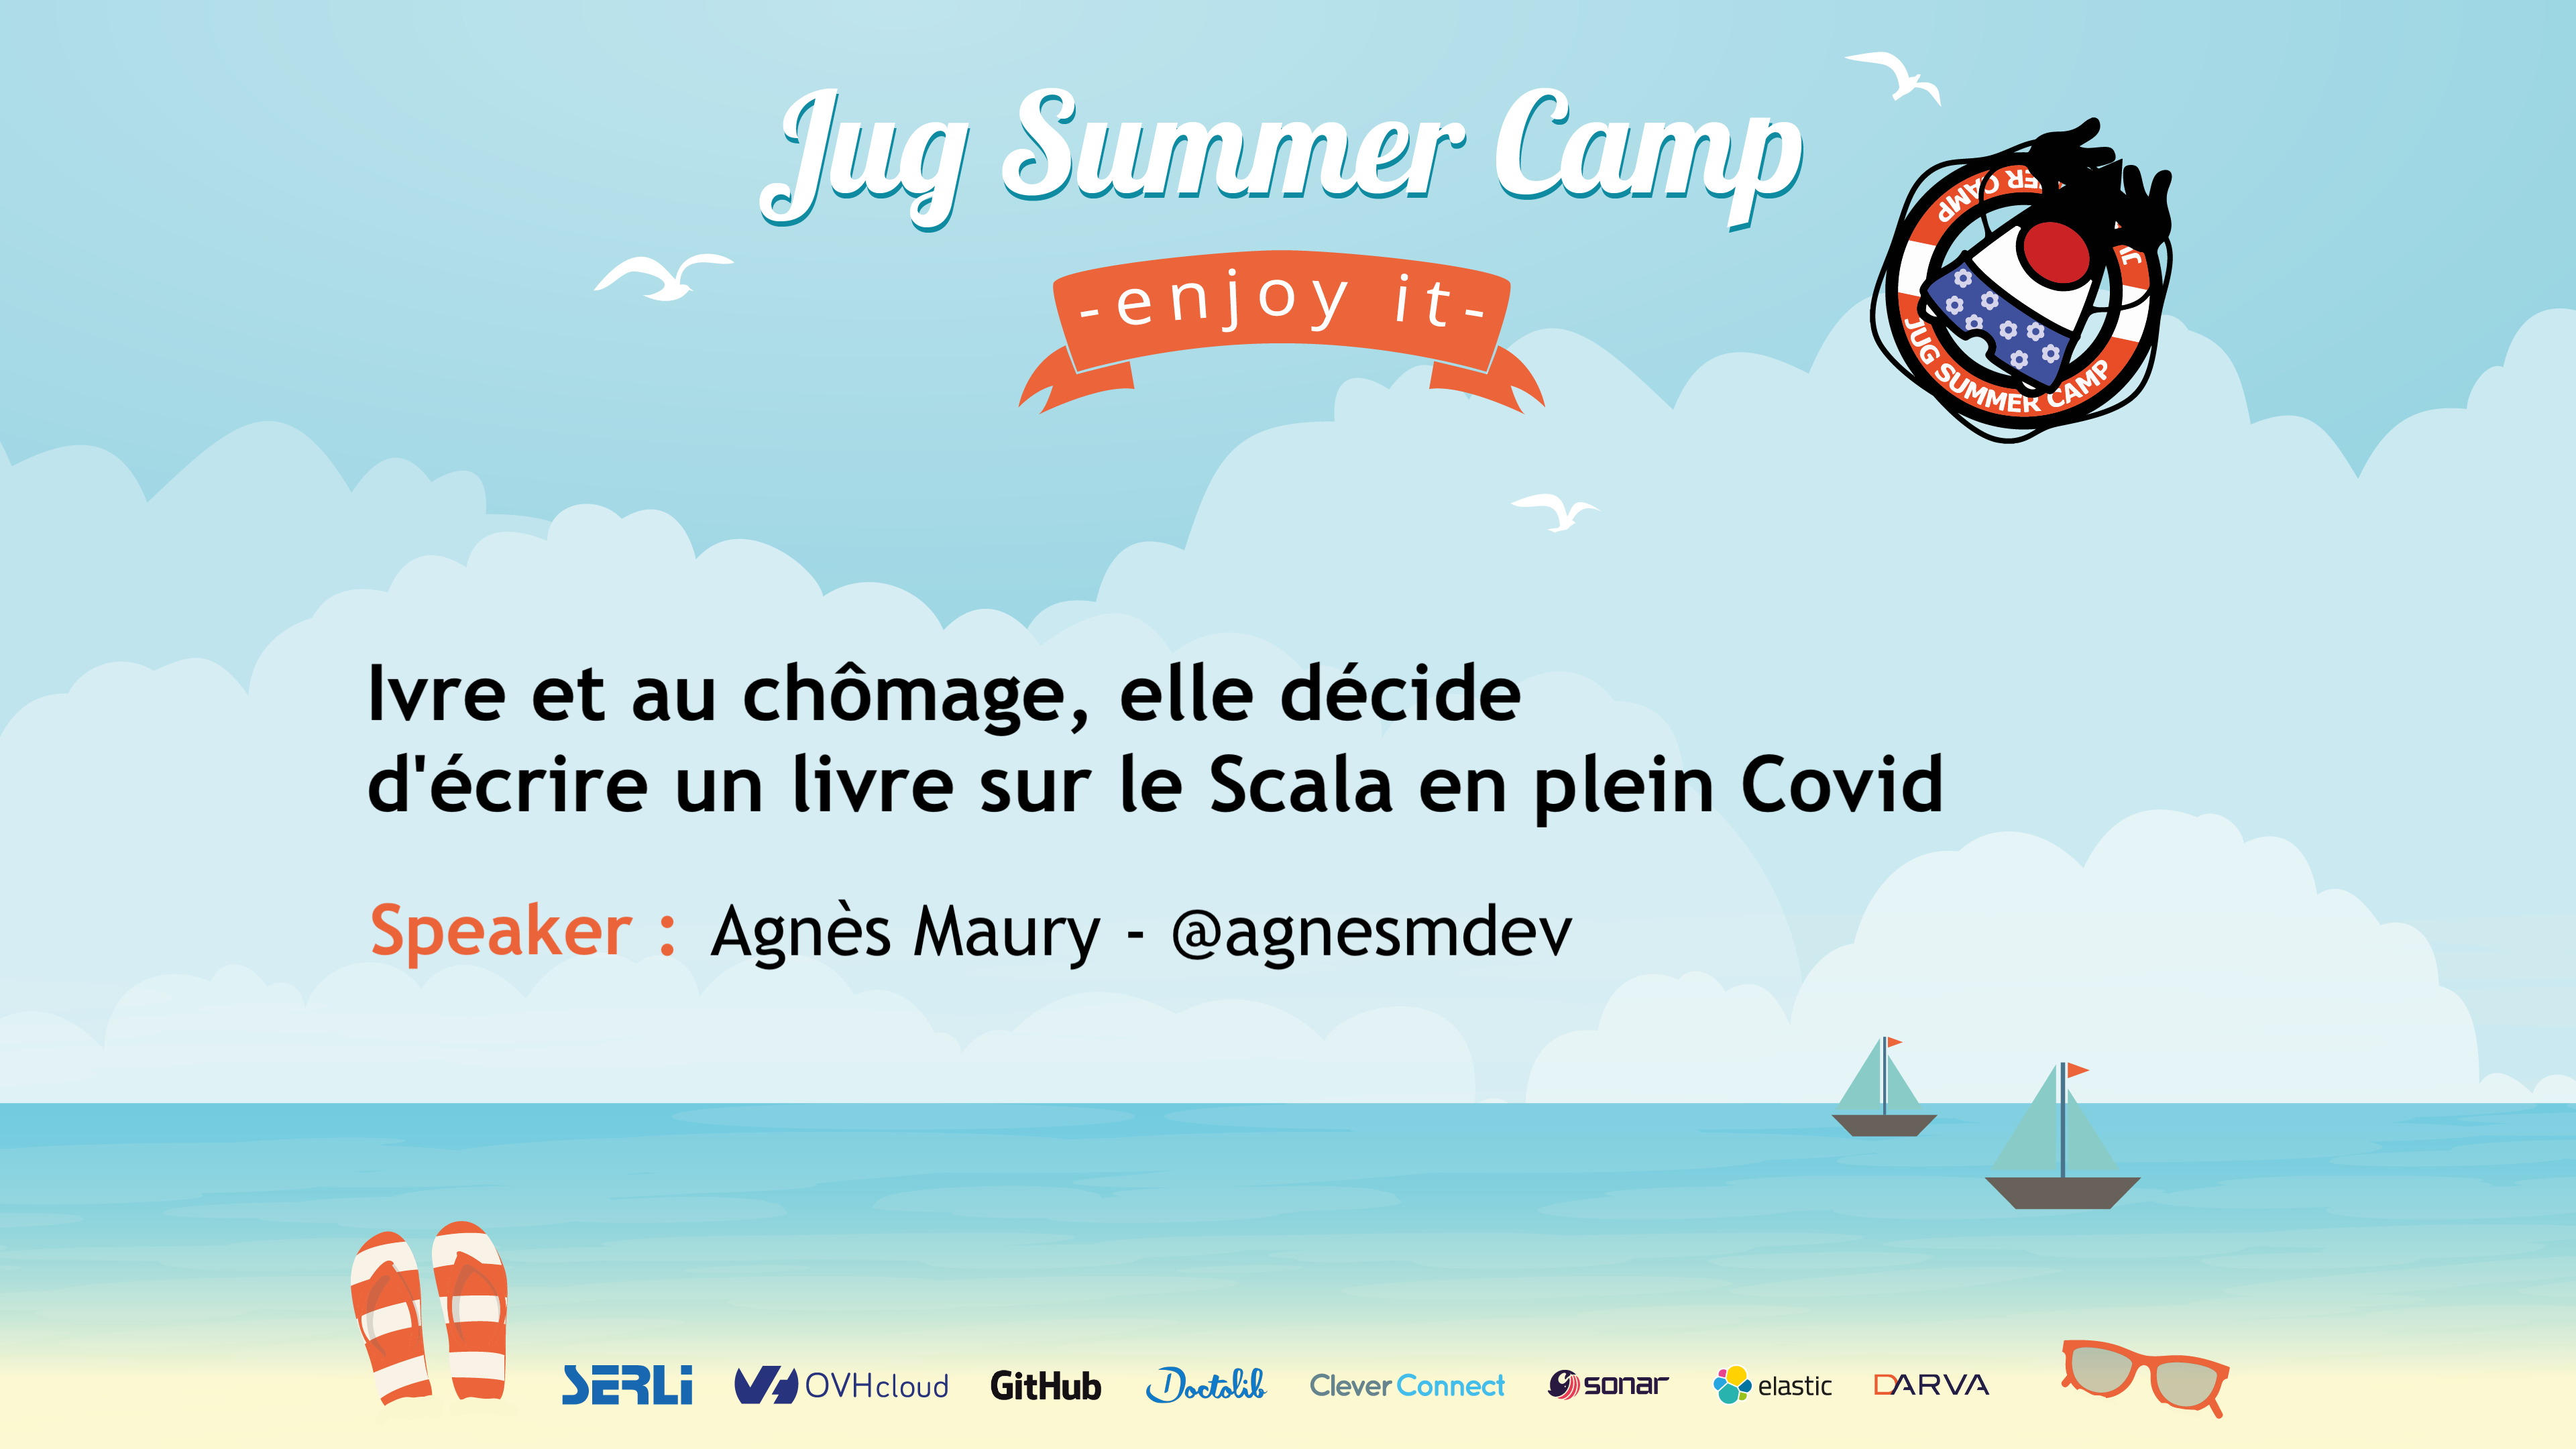 Jug Summer Camp
-enjoy it-
JUG SUMMER CAMP
Ivre et au chômage, elle décide
d'écrire un livre sur le Scala en plein Covid
Speaker : Agnès Maury - @agnesmdev
SERLi
OVHcloud
GitHub
Doctolib
Clever Connect
sonar
elastic
DARVA